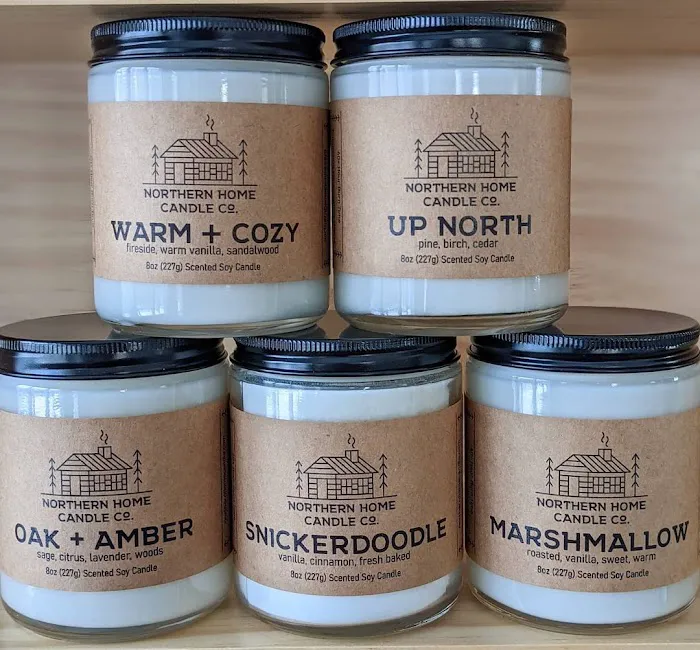 NORTHERN HOME
CANDLE CO.
WARM + COZY
fireside, warm vanilla, sandalwood
8oz (227g) Scented Soy Candle
NORTHERN HOME
CANDLE CO.
UP NORTH
pine, birch, cedar
8oz (227g) Scented Soy Candle
NORTHERN HOME
CANDLE CO.
OAK + AMBER
sage, citrus, lavender, woods
8oz (227g) Scented Soy Candle
NORTHERN HOME
CANDLE CO.
SNICKERDOODLE
vanilla, cinnamon, fresh baked
8oz (227g) Scented Soy Candle
NORTHERN HOME
CANDLE CO.
MARSHMALLOW
roasted, vanilla, sweet, warm
8oz (227g) Scented Soy Candle